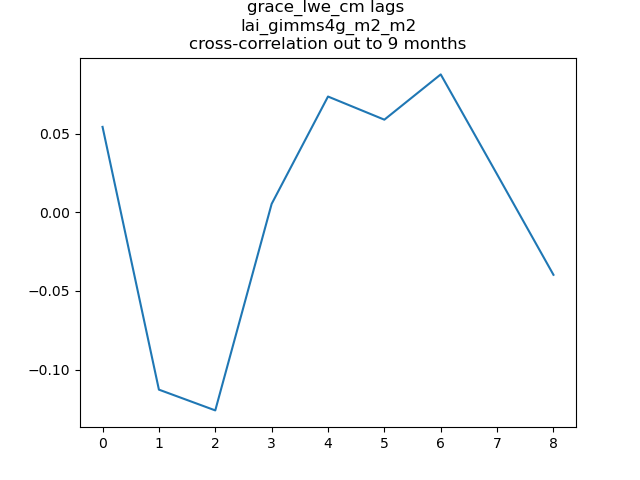 grace_lwe_cm lags
lai_gimms4g_m2_m2
cross-correlation out to 9 months
0.05
0.00
−0.05
−0.10
0 1 2 3 4 5 6 7 8